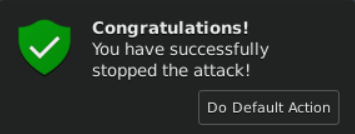 Congratulations!
You have successfully
stopped the attack!
Do Default Action